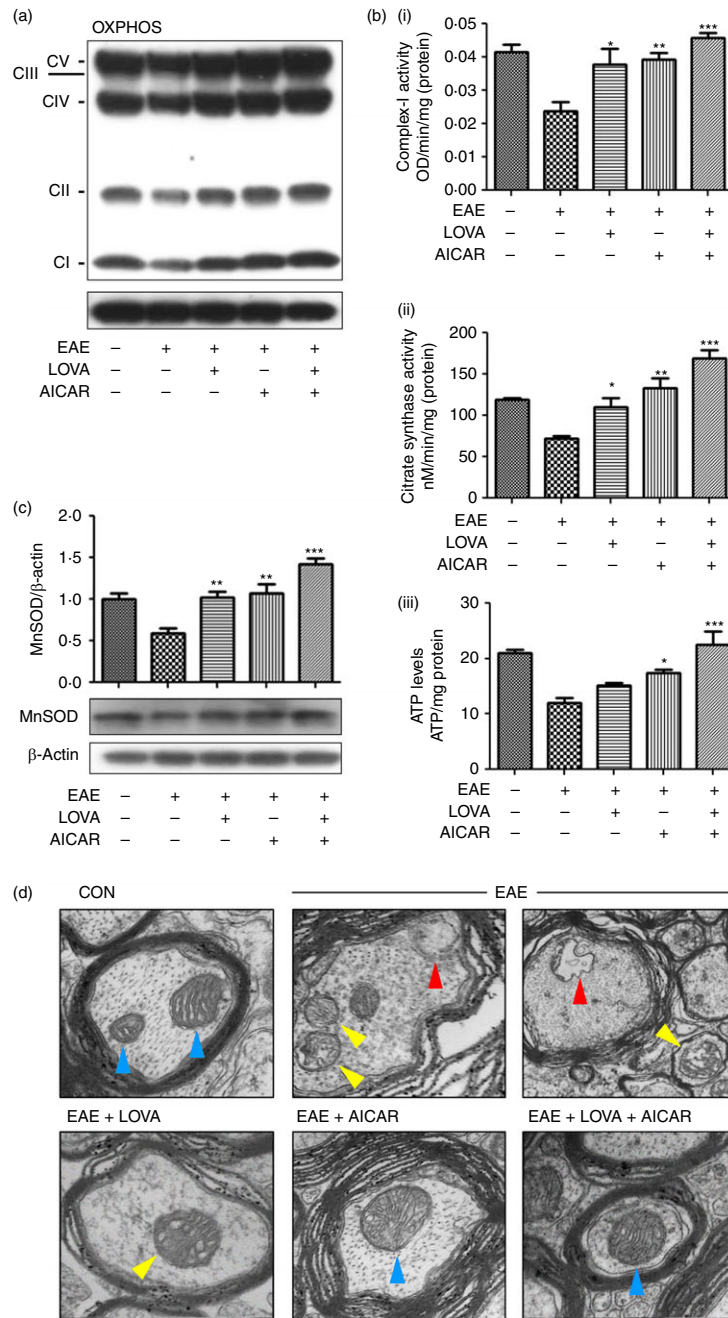 (a)
OXPHOS
CV
CIII
CIV
CII
CI
EAE – + + + +
LOVA – – + – +
AICAR – – – + +
(b) (i)
Complex-I activity
OD/min/mg (protein)
0·05
0·04
0·03
0·02
0·01
0·00
* ** ***
EAE – + + + +
LOVA – – + – +
AICAR – – – + +
(ii)
Citrate synthase activity
nM/min/mg (protein)
200
150
100
50
0
* ** ***
EAE – + + + +
LOVA – – + – +
AICAR – – – + +
(iii)
ATP levels
ATP/mg protein
30
20
10
0
* ***
EAE – + + + +
LOVA – – + – +
AICAR – – – + +
(c)
MnSOD/β-actin
2·0
1·5
1·0
0·5
0·0
** ** ***
MnSOD
β-Actin
EAE – + + + +
LOVA – – + – +
AICAR – – – + +
(d)
CON
EAE
EAE + LOVA
EAE + AICAR
EAE + LOVA + AICAR